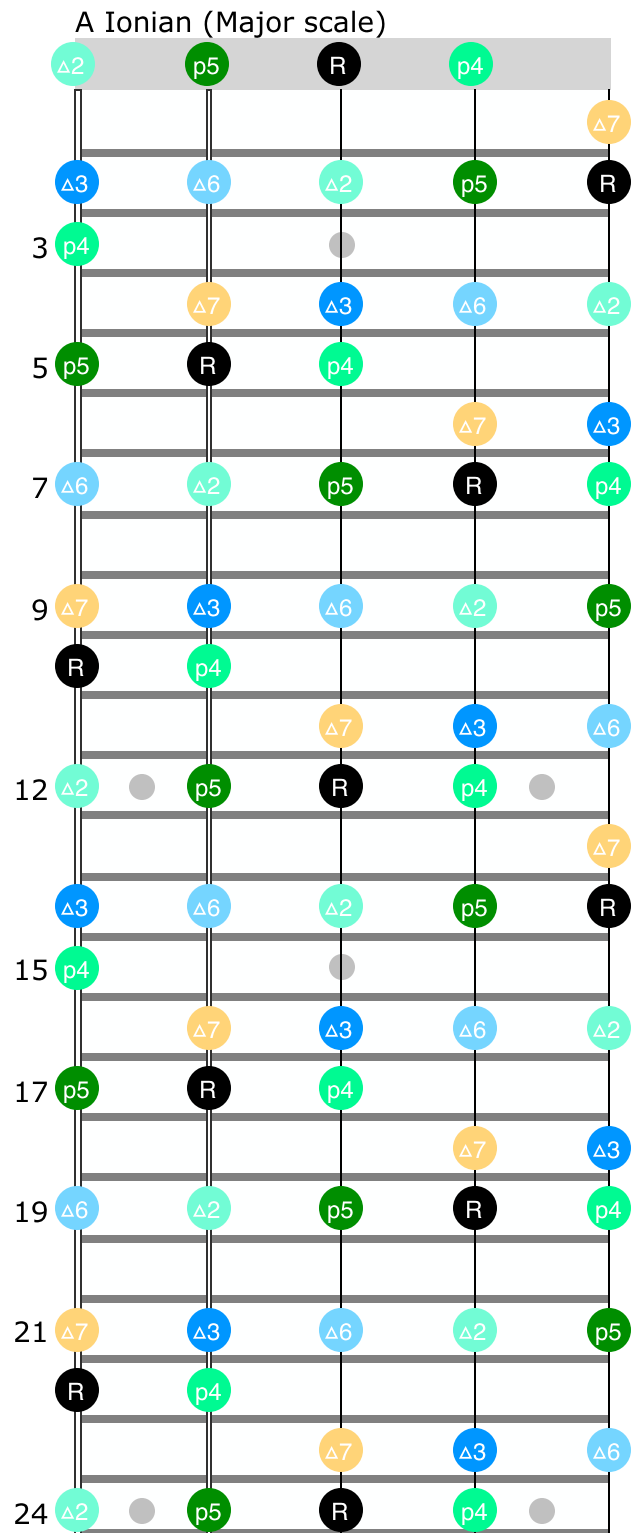 A Ionian (Major scale)
△2 p5 R p4
△7
△3 △6 △2 p5 R
3 p4
△7 △3 △6 △2
5 p5 R p4
△7 △3
7 △6 △2 p5 R p4
9 △7 △3 △6 △2 p5
R p4
△7 △3 △6
12 △2 p5 R p4
△7
△3 △6 △2 p5 R
15 p4
△7 △3 △6 △2
17 p5 R p4
△7 △3
19 △6 △2 p5 R p4
21 △7 △3 △6 △2 p5
R p4
△7 △3 △6
24 △2 p5 R p4